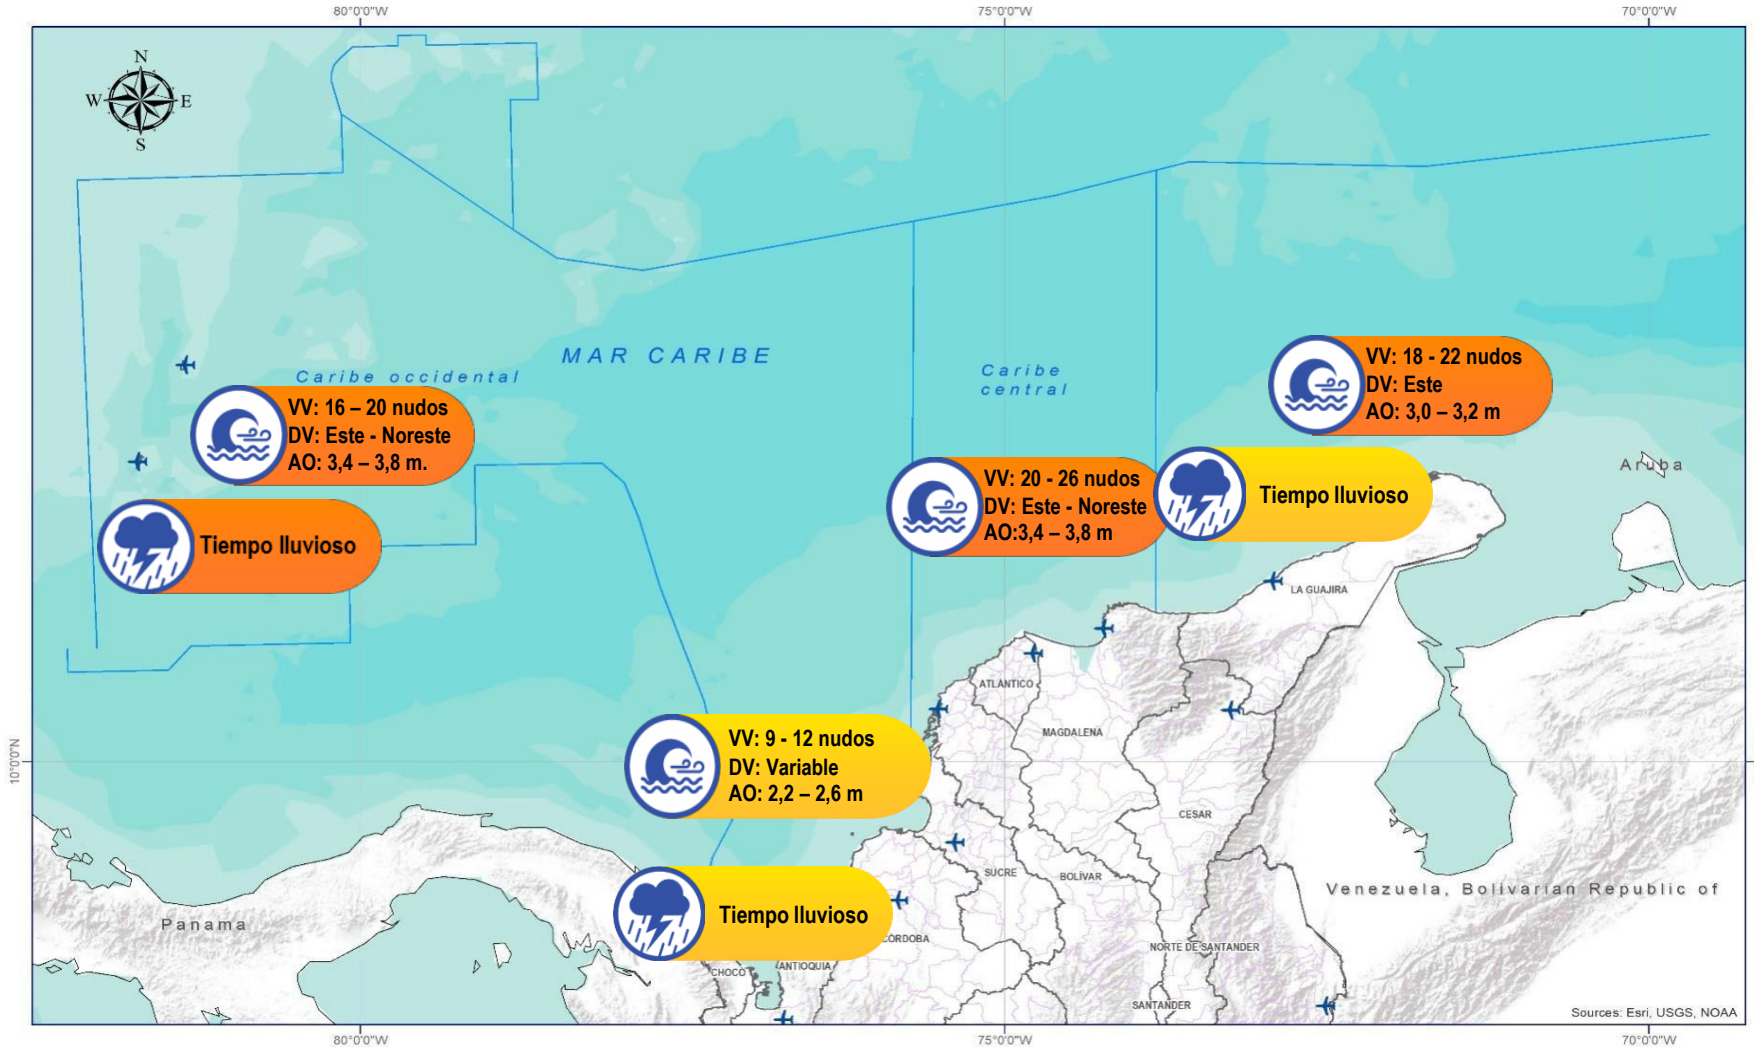 80°0'0"W
75°0'0"W
70°0'0"W
N
W
E
S
MAR CARIBE
Caribe occidental
Caribe
central
VV: 18 - 22 nudos
DV: Este
AO: 3,0 – 3,2 m
VV: 16 – 20 nudos
DV: Este - Noreste
AO: 3,4 – 3,8 m.
Aruba
VV: 20 - 26 nudos
DV: Este - Noreste
AO:3,4 – 3,8 m
Tiempo lluvioso
Tiempo lluvioso
LA GUAJIRA
ATLÁNTICO
MAGDALENA
10°0'0"N
VV: 9 - 12 nudos
DV: Variable
AO: 2,2 – 2,6 m
CESAR
SUCRE
BOLÍVAR
Venezuela, Bolivarian Republic of
Panama
Tiempo lluvioso
CÓRDOBA
NORTE DE SANTANDER
CHOCÓ
ANTIOQUIA
SANTANDER
Sources: Esri, USGS, NOAA
80°0'0"W
75°0'0"W
70°0'0"W